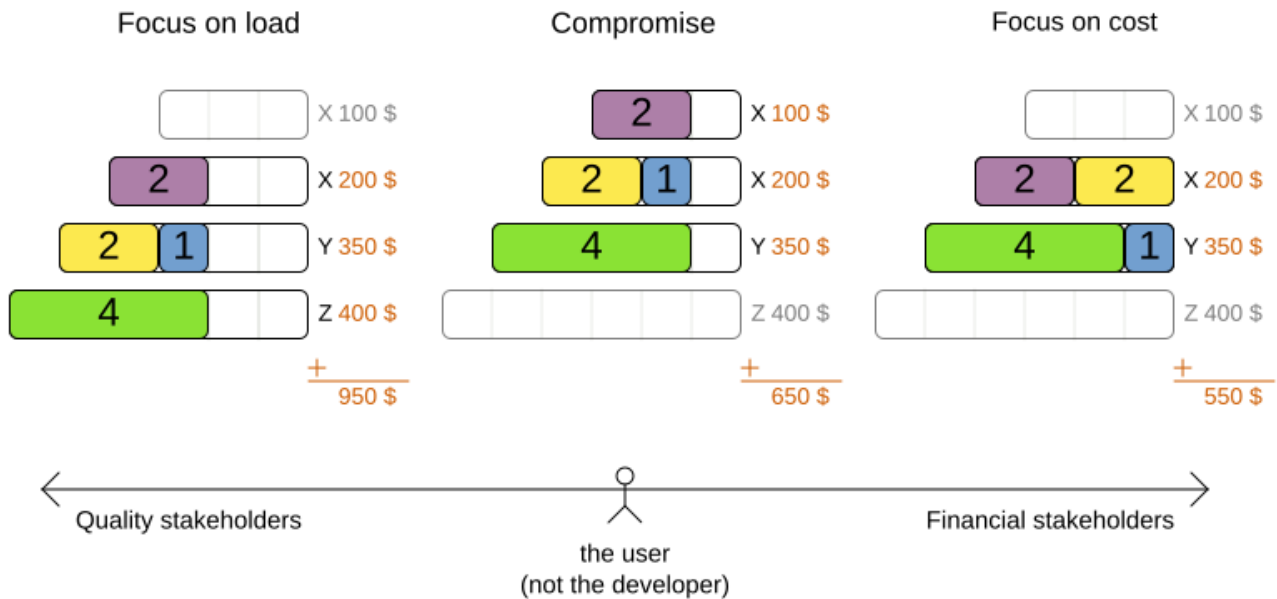 Focus on load
Compromise
Focus on cost
X 100 $
2
X 200 $
2
1
Y 350 $
4
Z 400 $
+
950 $
2
X 100 $
2
1
X 200 $
4
Y 350 $
Z 400 $
+
650 $
X 100 $
2
2
X 200 $
4
1
Y 350 $
Z 400 $
+
550 $
Quality stakeholders
Financial stakeholders
the user
(not the developer)